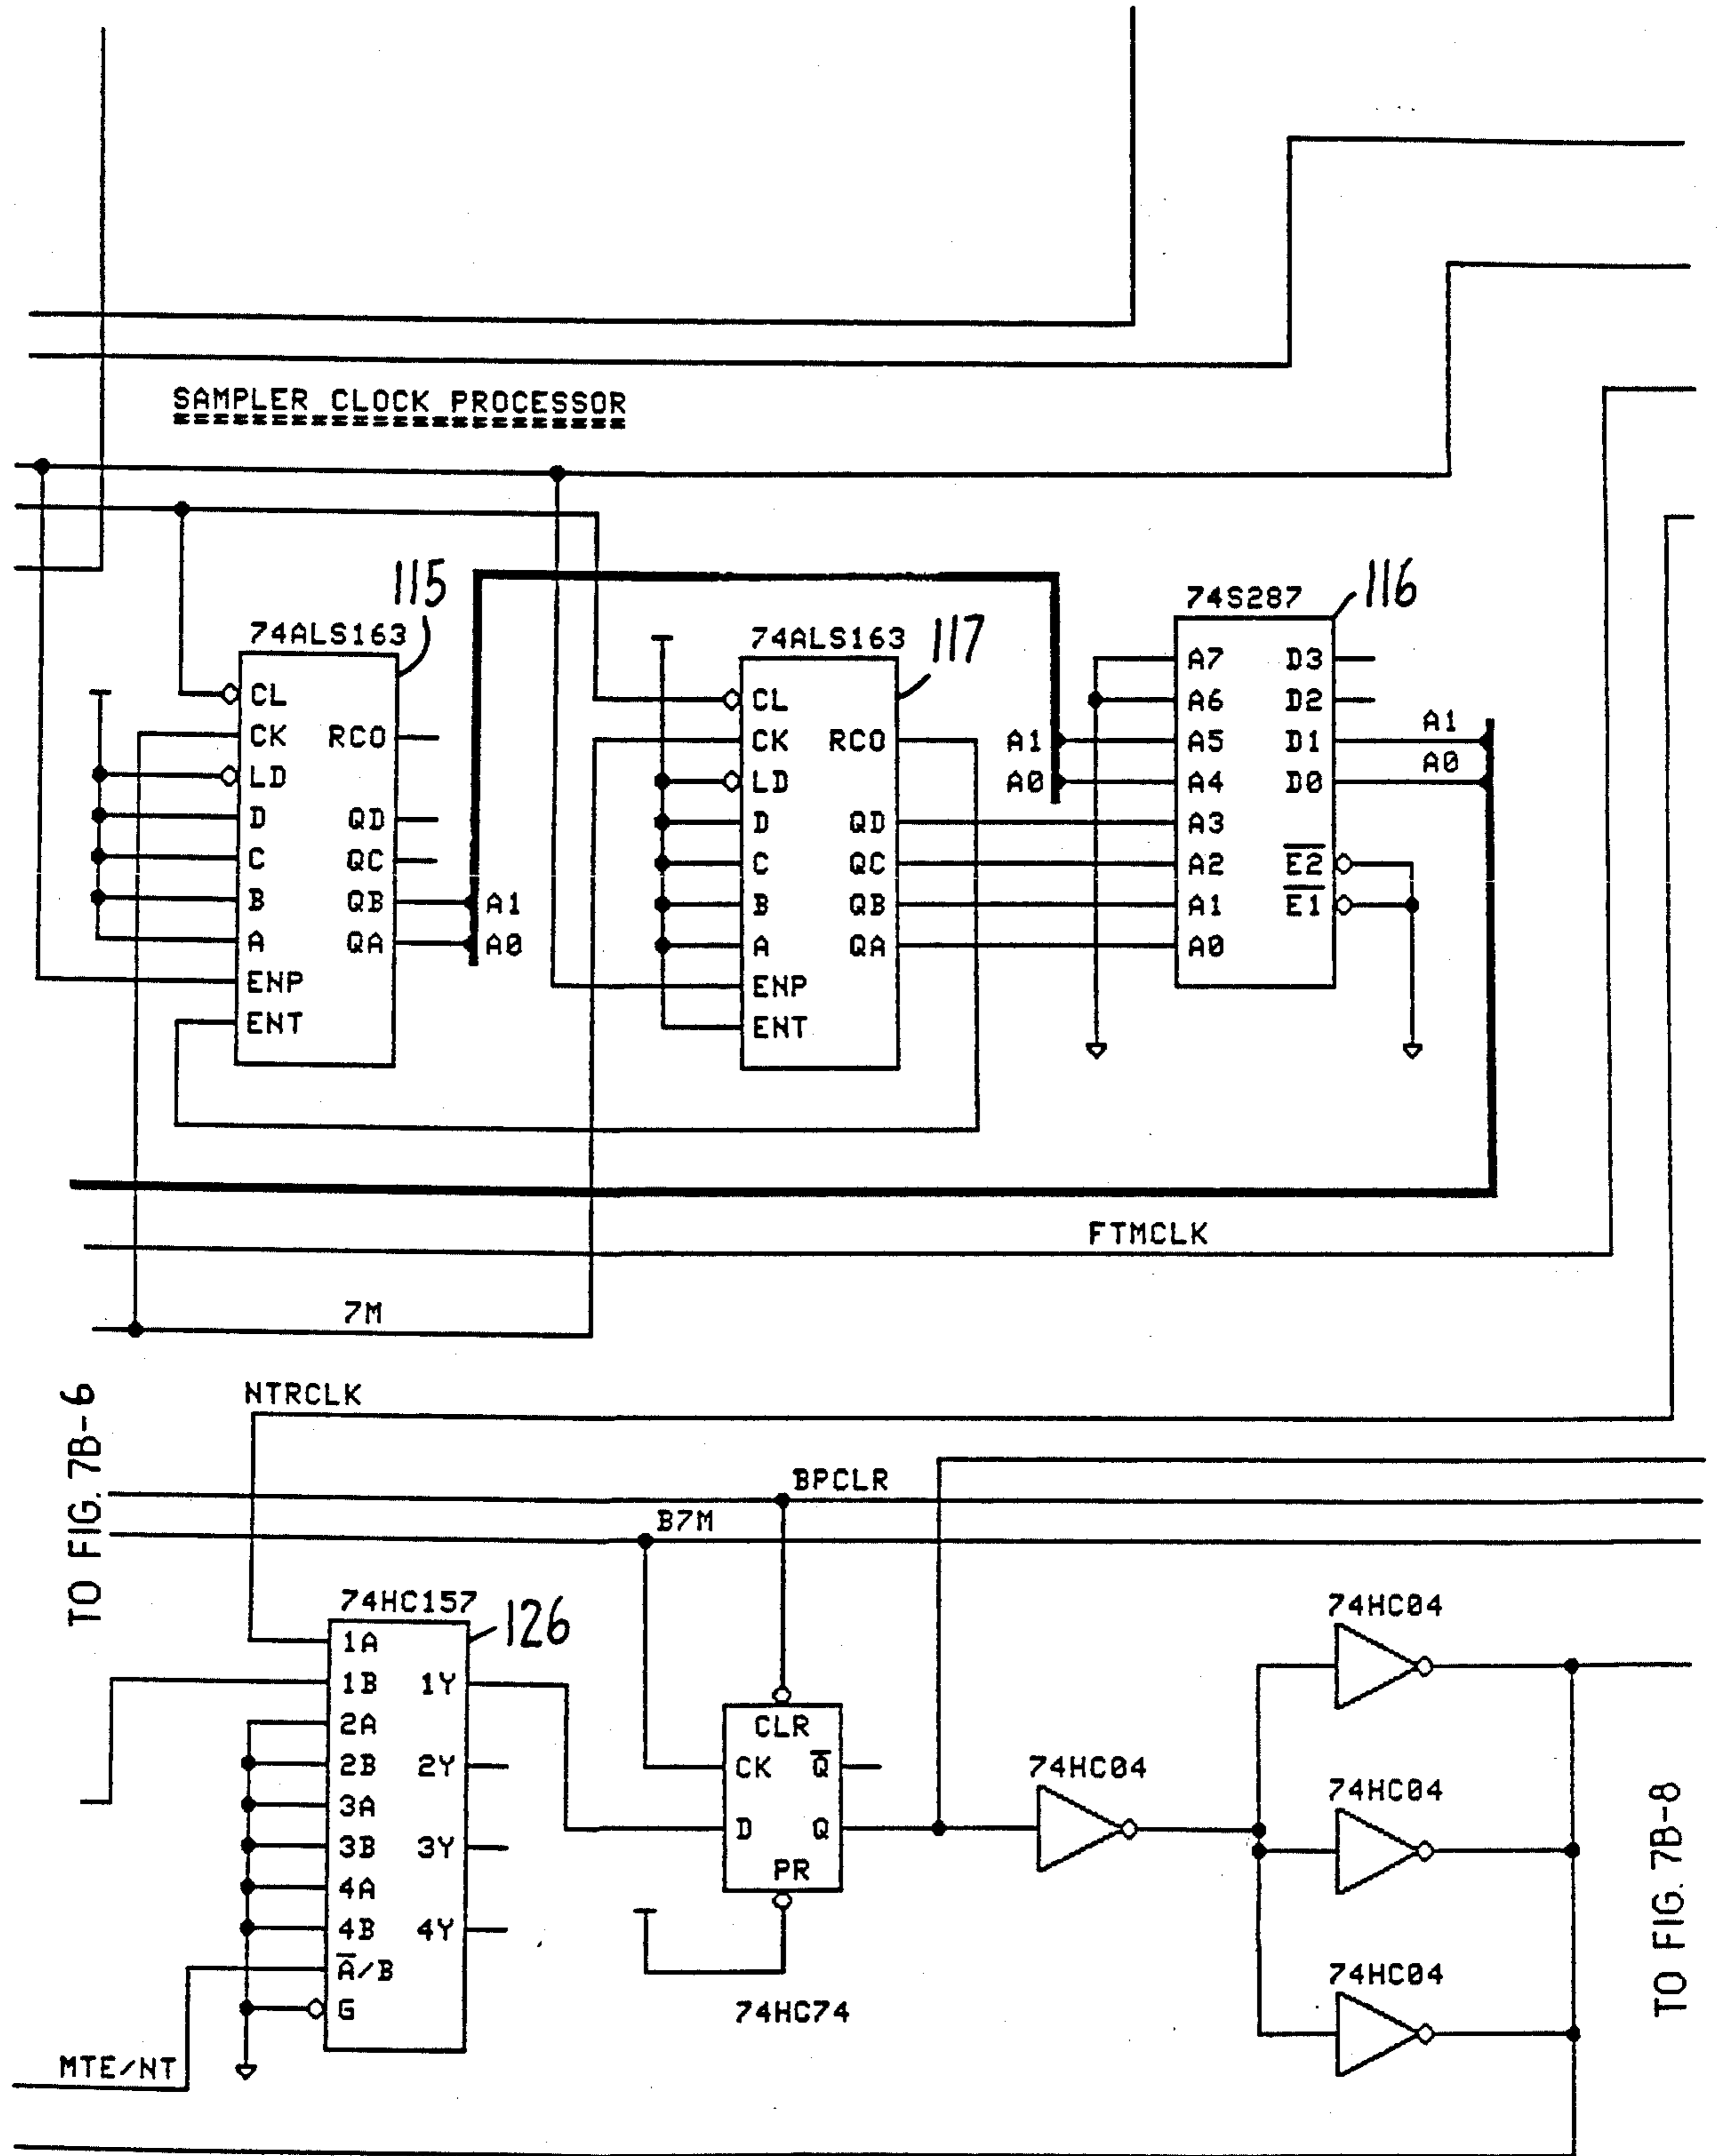 SAMPLER CLOCK PROCESSOR
115
74ALS163
CL
CK
LD
D
C
B
A
ENP
ENT
RCO
QD
QC
QB
QA
A1
A0
117
74ALS163
CL
CK
LD
D
C
B
A
ENP
ENT
RCO
QD
QC
QB
QA
A1
A0
116
74S287
A7
A6
A5
A4
A3
A2
A1
A0
D3
D2
D1
D0
E2
E1
A1
A0
FTMCLK
7M
TO FIG. 7B-6
NTRCLK
BPCLR
B7M
74HC157
126
1A
1B
2A
2B
3A
3B
4A
4B
A̅/B
G
1Y
2Y
3Y
4Y
MTE/NT
CLR
CK
Q̅
D
Q
PR
74HC74
74HC04
74HC04
74HC04
74HC04
TO FIG. 7B-8